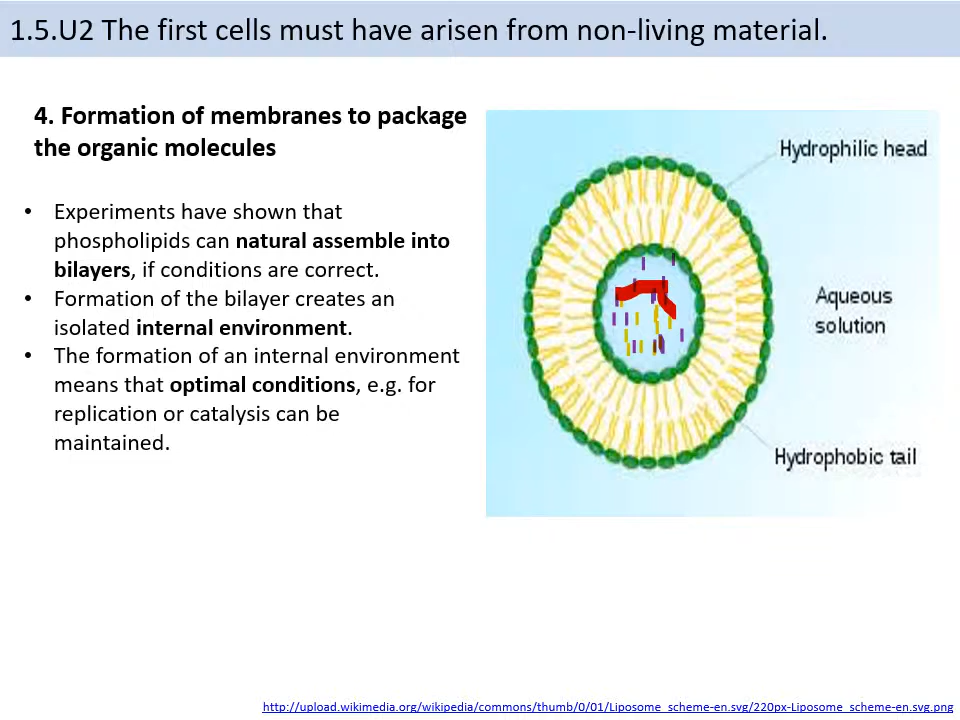 1.5.U2 The first cells must have arisen from non-living material.
4. Formation of membranes to package
the organic molecules
• Experiments have shown that
phospholipids can natural assemble into
bilayers, if conditions are correct.
• Formation of the bilayer creates an
isolated internal environment.
• The formation of an internal environment
means that optimal conditions, e.g. for
replication or catalysis can be
maintained.
Hydrophilic head
Aqueous
solution
Hydrophobic tail
http://upload.wikimedia.org/wikipedia/commons/thumb/0/01/Liposome_scheme-en.svg/220px-Liposome_scheme-en.svg.png